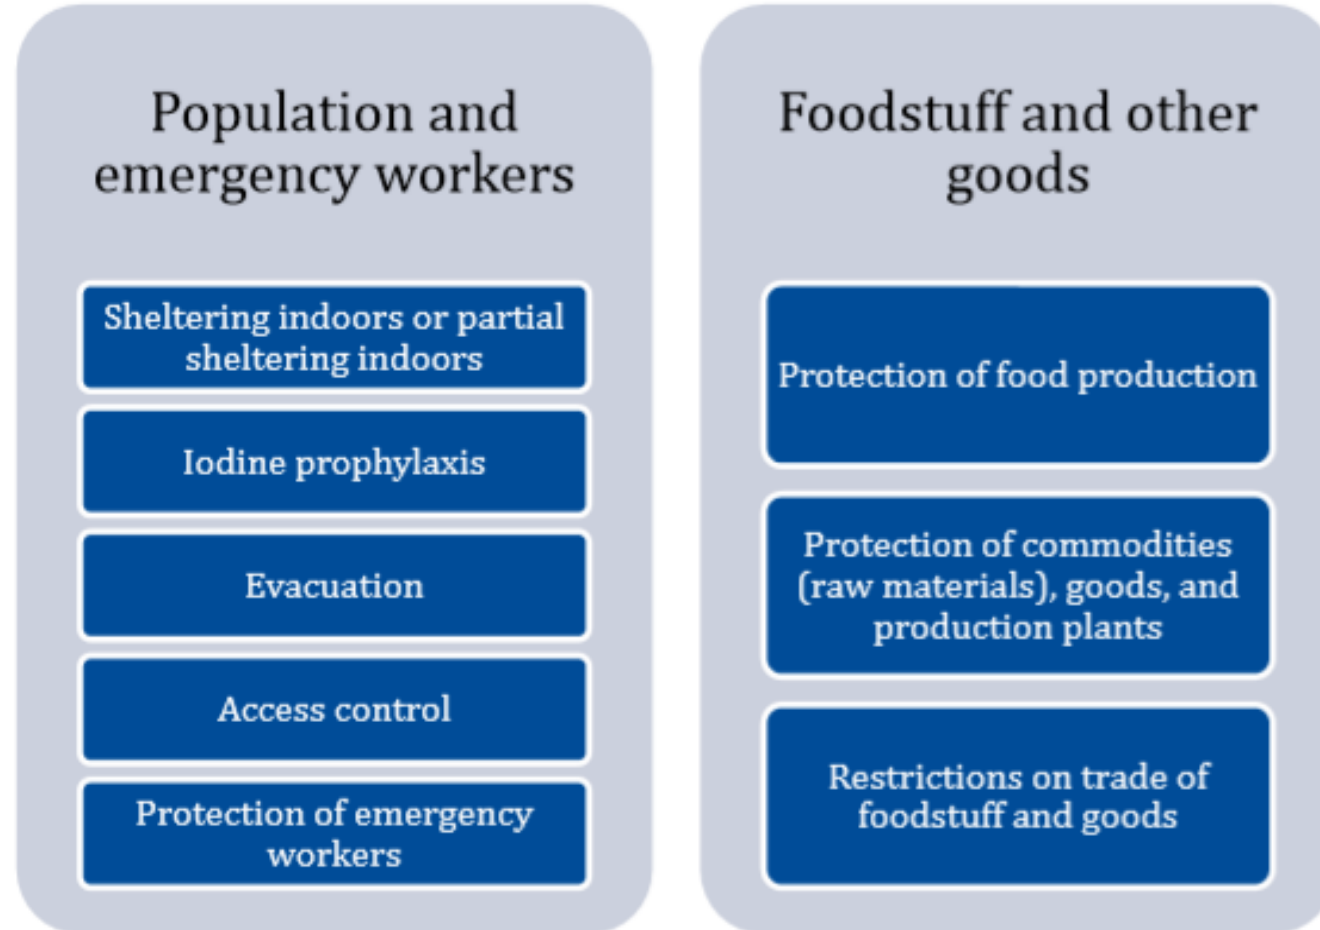 Population and
emergency workers
Sheltering indoors or partial
sheltering indoors
Iodine prophylaxis
Evacuation
Access control
Protection of emergency
workers
Foodstuff and other
goods
Protection of food production
Protection of commodities
(raw materials), goods, and
production plants
Restrictions on trade of
foodstuff and goods